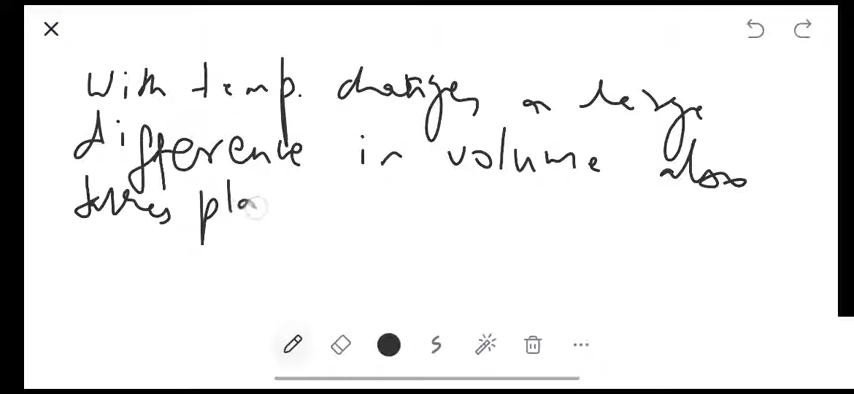 With temp. changes a large
difference in volume also
takes pla